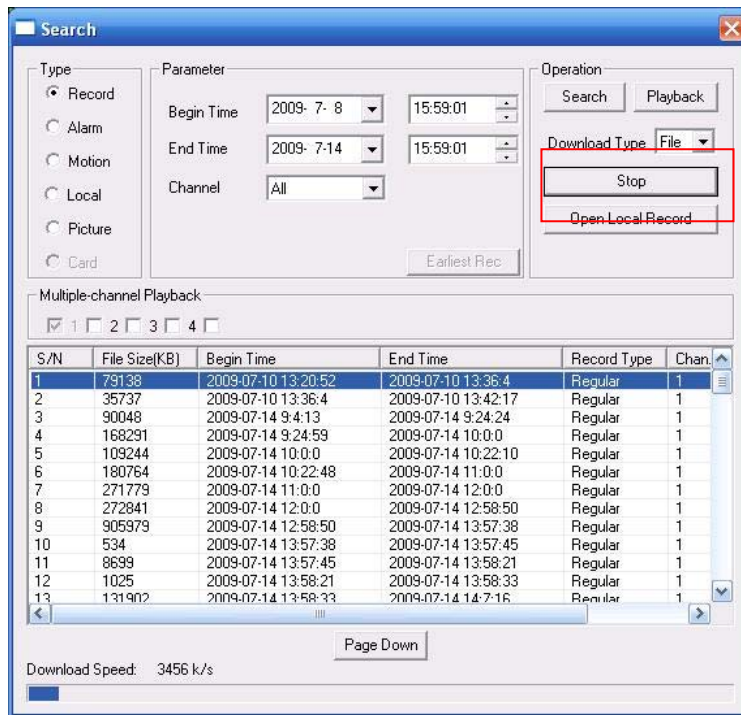 Search
Type
Parameter
Operation
Record
Alarm
Motion
Local
Picture
Card
Begin Time 2009- 7- 8 15:59:01
End Time 2009- 7-14 15:59:01
Channel All
Earliest Rec
Search Playback
Download Type File
Stop
Open Local Record
Multiple-channel Playback
1 2 3 4
S/N File Size(KB) Begin Time End Time Record Type Chan.
1 79138 2009-07-10 13:20:52 2009-07-10 13:36:4 Regular 1
2 35737 2009-07-10 13:36:4 2009-07-10 13:42:17 Regular 1
3 90048 2009-07-14 9:4:13 2009-07-14 9:24:24 Regular 1
4 168291 2009-07-14 9:24:59 2009-07-14 10:0:0 Regular 1
5 109244 2009-07-14 10:0:0 2009-07-14 10:22:10 Regular 1
6 180764 2009-07-14 10:22:48 2009-07-14 11:0:0 Regular 1
7 271779 2009-07-14 11:0:0 2009-07-14 12:0:0 Regular 1
8 272841 2009-07-14 12:0:0 2009-07-14 12:58:50 Regular 1
9 905979 2009-07-14 12:58:50 2009-07-14 13:57:38 Regular 1
10 534 2009-07-14 13:57:38 2009-07-14 13:57:45 Regular 1
11 8699 2009-07-14 13:57:45 2009-07-14 13:58:21 Regular 1
12 1025 2009-07-14 13:58:21 2009-07-14 13:58:33 Regular 1
13 131902 2009-07-14 13:58:33 2009-07-14 14:7:16 Regular 1
Page Down
Download Speed: 3456 k/s